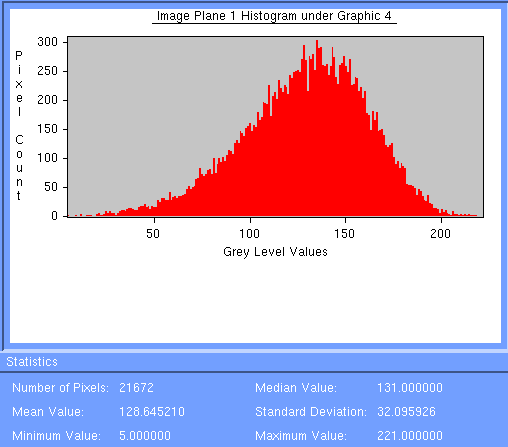 Image Plane 1 Histogram under Graphic 4
Pixel Count
300
250
200
150
100
50
0
50 100 150 200
Grey Level Values
Statistics
Number of Pixels: 21672 Median Value: 131.000000
Mean Value: 128.645210 Standard Deviation: 32.095926
Minimum Value: 5.000000 Maximum Value: 221.000000